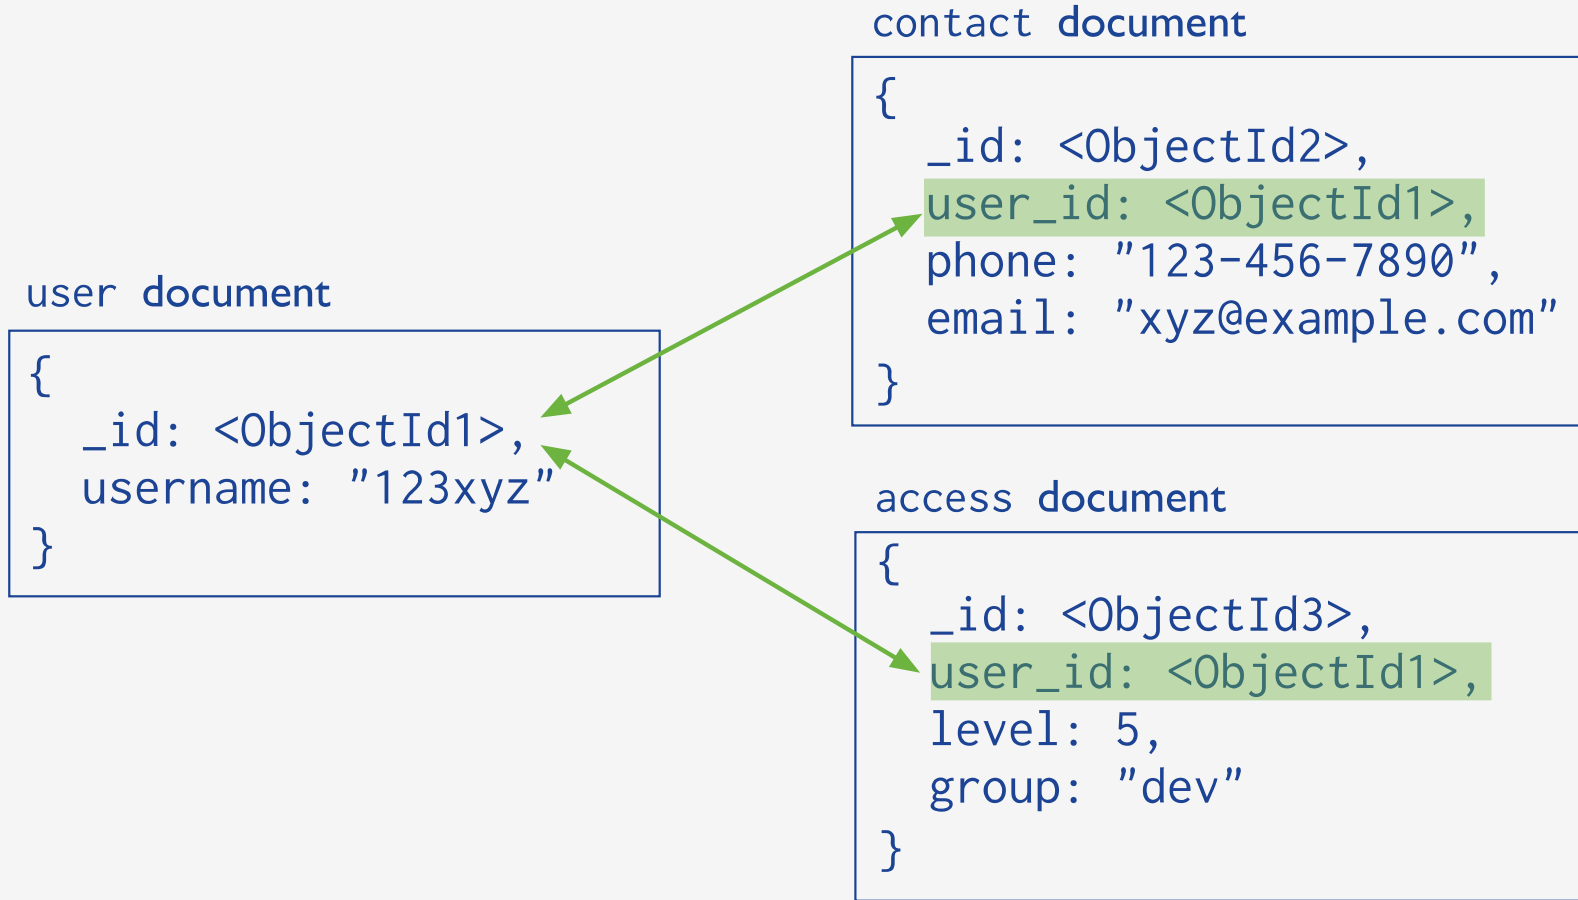 user document
{
_id: <ObjectId1>,
username: "123xyz"
}
contact document
{
_id: <ObjectId2>,
user_id: <ObjectId1>,
phone: "123-456-7890",
email: "xyz@example.com"
}
access document
{
_id: <ObjectId3>,
user_id: <ObjectId1>,
level: 5,
group: "dev"
}